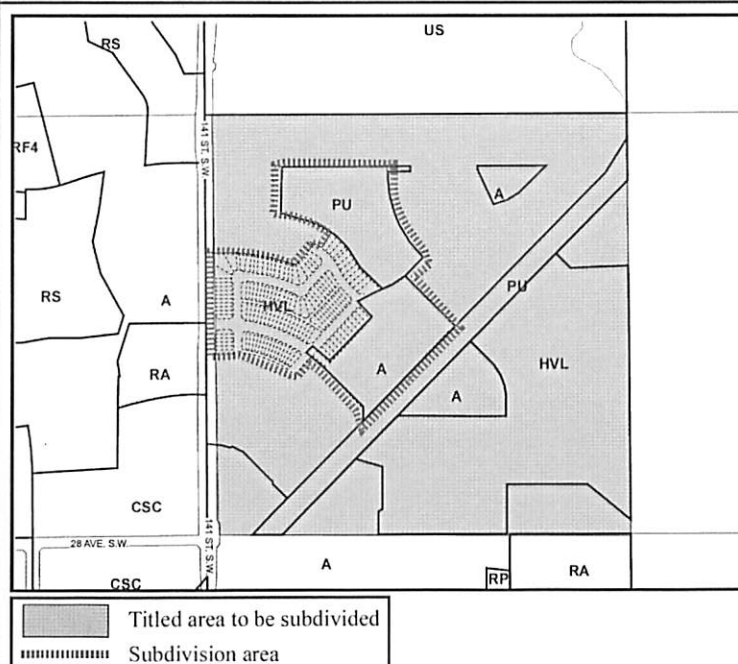 US
RS
141 ST. S.W
RF4
A
PU
RS
A
PU
HVL
HVL
RA
A
A
CSC
141 ST. S.W
28 AVE. S.W.
A
CSC
RP
RA
Titled area to be subdivided
Subdivision area